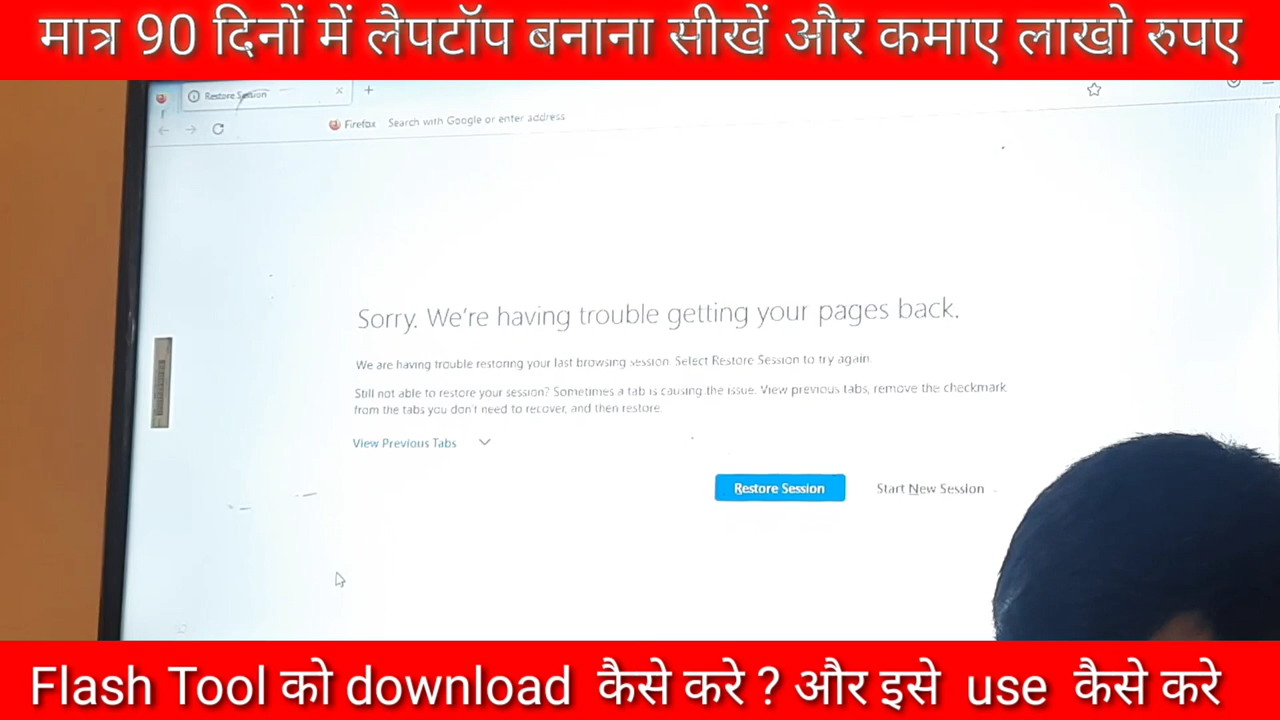 मात्र 90 दिनों में लैपटॉप बनाना सीखें और कमाए लाखो रुपए
Restore Session
Firefox Search with Google or enter address
Sorry. We're having trouble getting your pages back.
We are having trouble restoring your last browsing session. Select Restore Session to try again.
Still not able to restore your session? Sometimes a tab is causing the issue. View previous tabs, remove the checkmark
from the tabs you don't need to recover, and then restore.
View Previous Tabs
Restore Session Start New Session
Flash Tool को download कैसे करे ? और इसे use कैसे करे